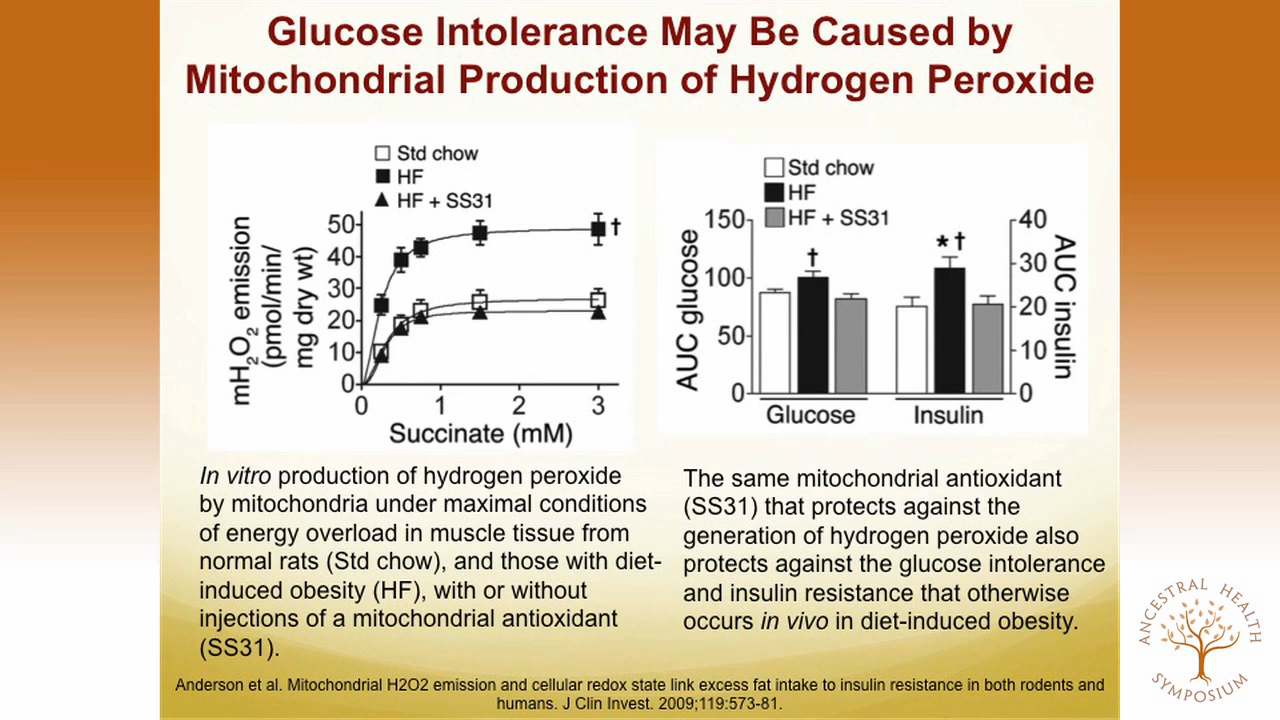 Glucose Intolerance May Be Caused by
Mitochondrial Production of Hydrogen Peroxide
Std chow
HF
HF + SS31
mH2O2 emission
(pmol/min/
mg dry wt)
50
40
30
20
10
0
†
0 1 2 3
Succinate (mM)
Std chow
HF
HF + SS31
AUC glucose
150
100
50
0
†
*†
40
30
20
10
0
AUC insulin
Glucose Insulin
In vitro production of hydrogen peroxide
by mitochondria under maximal conditions
of energy overload in muscle tissue from
normal rats (Std chow), and those with diet-
induced obesity (HF), with or without
injections of a mitochondrial antioxidant
(SS31).
The same mitochondrial antioxidant
(SS31) that protects against the
generation of hydrogen peroxide also
protects against the glucose intolerance
and insulin resistance that otherwise
occurs in vivo in diet-induced obesity.
Anderson et al. Mitochondrial H2O2 emission and cellular redox state link excess fat intake to insulin resistance in both rodents and
humans. J Clin Invest. 2009;119:573-81.
ANCESTRAL HEALTH
SYMPOSIUM